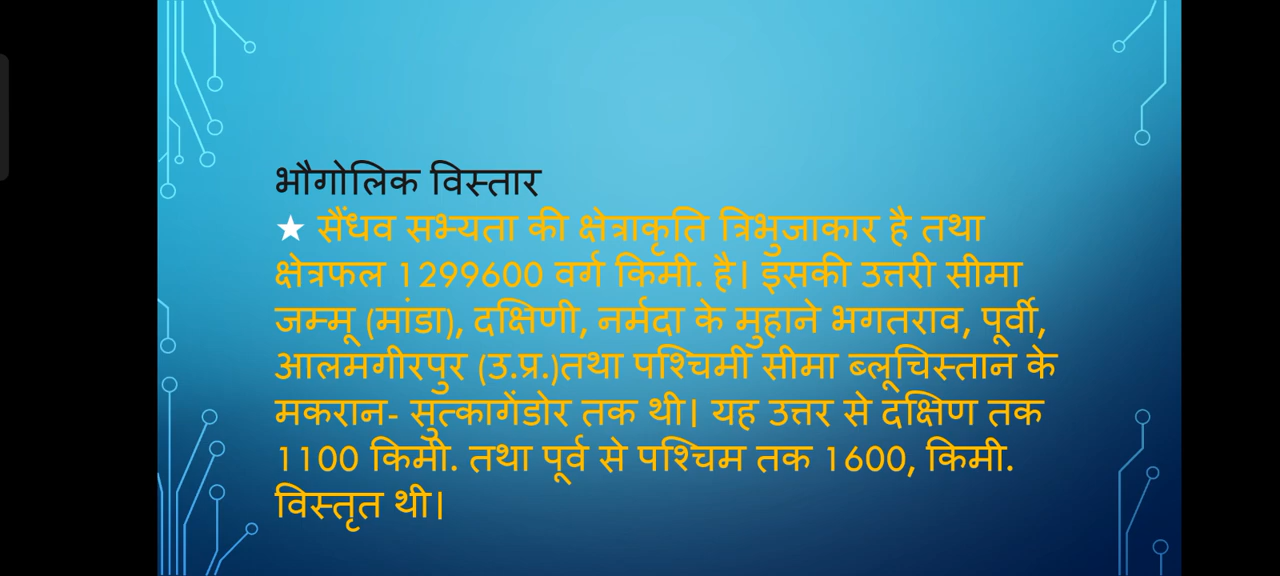 भौगोलिक विस्तार
★ सैंधव सभ्यता की क्षेत्राकृति त्रिभुजाकार है तथा
क्षेत्रफल 1299600 वर्ग किमी. है। इसकी उत्तरी सीमा
जम्मू (मांडा), दक्षिणी, नर्मदा के मुहाने भगतराव, पूर्वी,
आलमगीरपुर (उ.प्र.)तथा पश्चिमी सीमा ब्लूचिस्तान के
मकरान- सुत्कागेंडोर तक थी। यह उत्तर से दक्षिण तक
1100 किमी. तथा पूर्व से पश्चिम तक 1600, किमी.
विस्तृत थी।